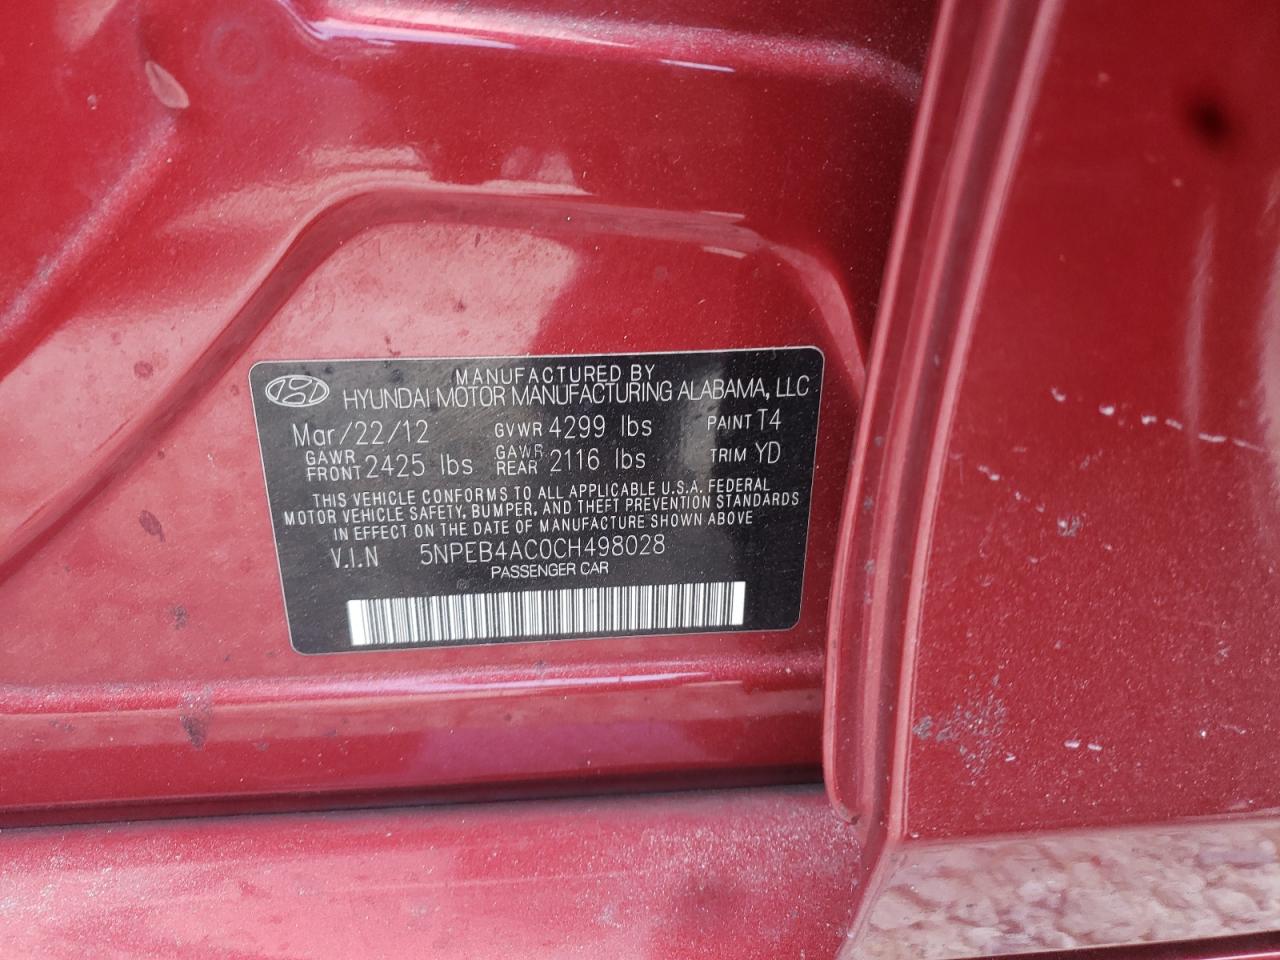 MANUFACTURED BY
HYUNDAI MOTOR MANUFACTURING ALABAMA, LLC
Mar/22/12 GVWR 4299 lbs PAINT T4
GAWR FRONT 2425 lbs GAWR REAR 2116 lbs TRIM YD
THIS VEHICLE CONFORMS TO ALL APPLICABLE U.S.A. FEDERAL
MOTOR VEHICLE SAFETY, BUMPER, AND THEFT PREVENTION STANDARDS
IN EFFECT ON THE DATE OF MANUFACTURE SHOWN ABOVE
V.I.N 5NPEB4AC0CH498028
PASSENGER CAR